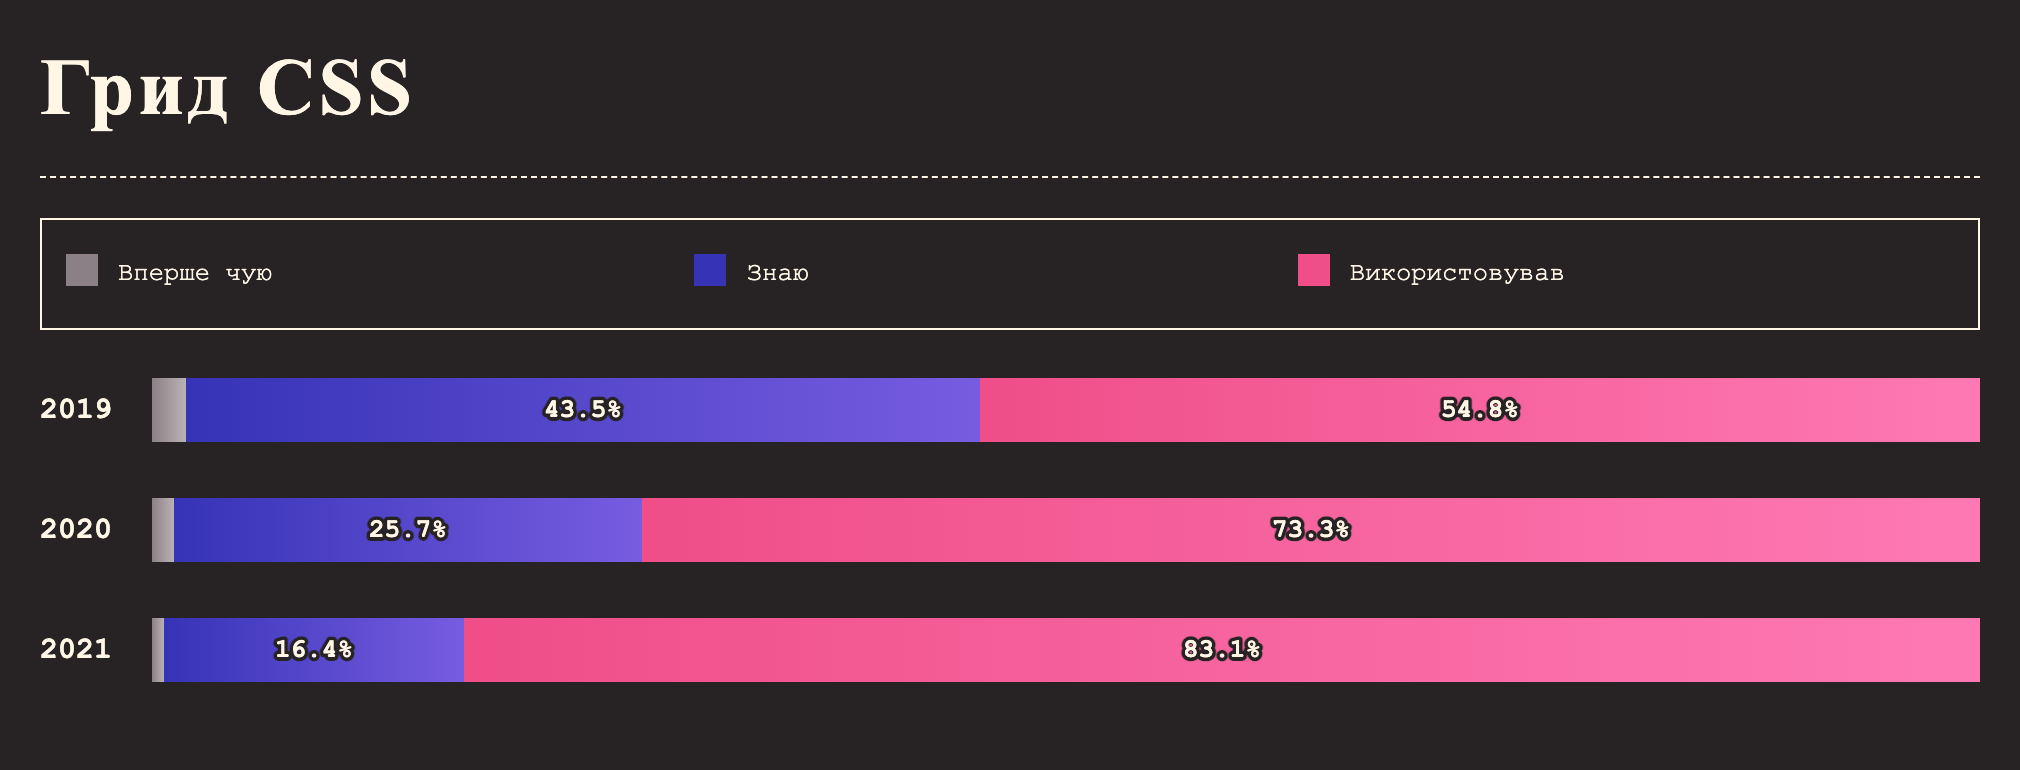 Грид CSS
Вперше чую Знаю Використовував
2019 43.5% 54.8%
2020 25.7% 73.3%
2021 16.4% 83.1%